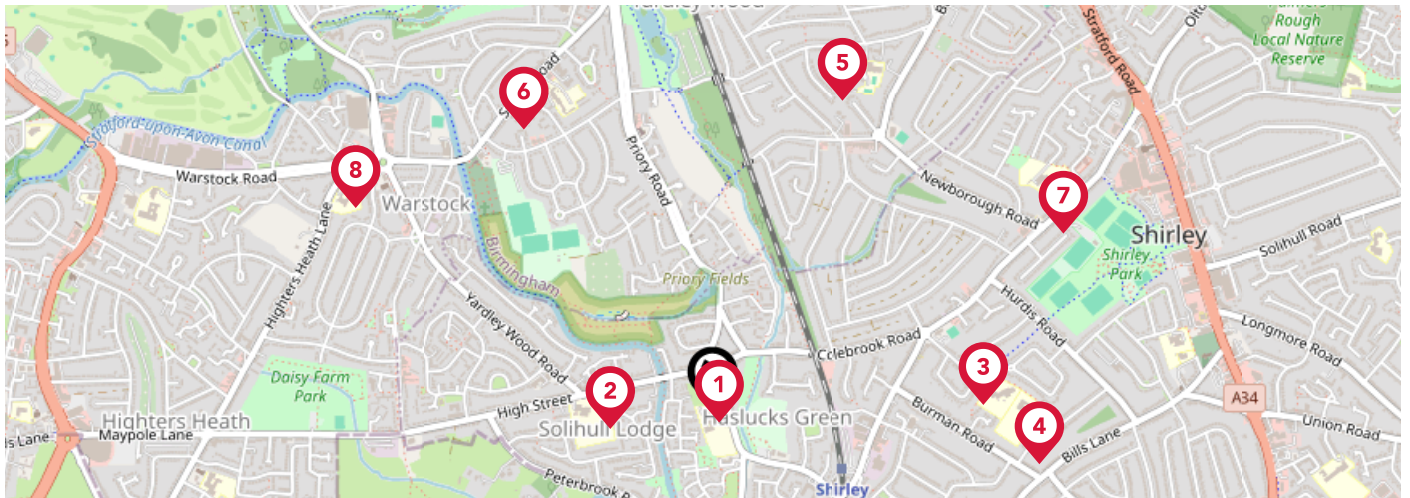 Yardley Wood
Stratford Road
Rough
Local Nature
Reserve
5
6
Stratford-upon-Avon Canal
Warstock Road
8
Warstock
Priory Road
Newborough Road
7
Shirley
Solihull Road
Shirley
Park
Highters Heath Lane
Birmingham
Priory Fields
Hurdis Road
Yardley Wood Road
Longmore Road
Colebrook Road
Daisy Farm
Park
2
1
3
A34
High Street
Solihull Lodge
Haslucks Green
Burman Road
4
Bills Lane
Union Road
Highters Heath
Maypole Lane
Peterbrook R
Shirley